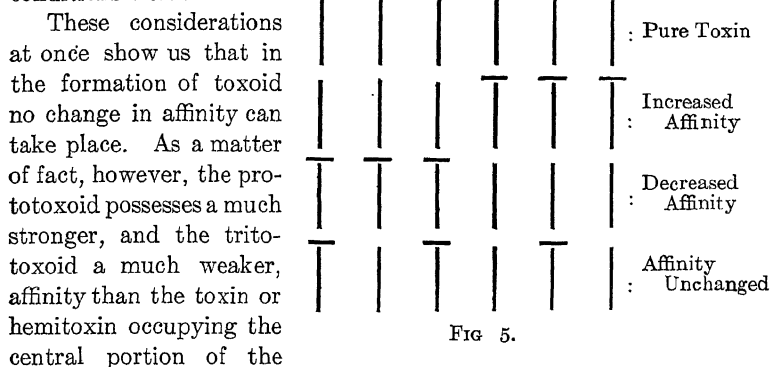 These considerations
at once show us that in
the formation of toxoid
no change in affinity can
take place. As a matter
of fact, however, the pro-
totoxoid possesses a much
stronger, and the trito-
toxoid a much weaker,
affinity than the toxin or
hemitoxin occupying the
central portion of the
: Pure Toxin
Increased
: Affinity
Decreased
: Affinity
Affinity
: Unchanged
FIG 5.